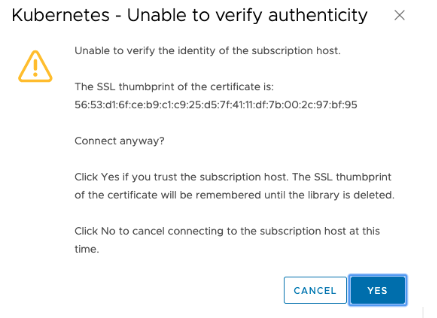 Kubernetes - Unable to verify authenticity
Unable to verify the identity of the subscription host.
The SSL thumbprint of the certificate is:
56:53:d1:6f:ce:b9:c1:c9:25:d5:7f:41:11:df:7b:00:2c:97:bf:95
Connect anyway?
Click Yes if you trust the subscription host. The SSL thumbprint
of the certificate will be remembered until the library is deleted.
Click No to cancel connecting to the subscription host at this
time.
CANCEL YES